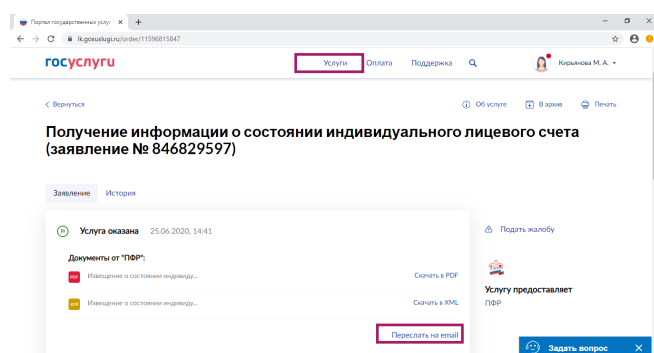 Портал государственных услуг
lk.gosuslugi.ru/order/11596815847
госуслуги Услуги Оплата Поддержка Кирьянова М. А.
Вернуться Об услуге В архив Печать
Получение информации о состоянии индивидуального лицевого счета
(заявление № 846829597)
Заявление История
Услуга оказана 25.06.2020, 14:41 Подать жалобу
Документы от "ПФР":
PDF Извещение о состоянии индивиду... Скачать в PDF
Услугу предоставляет
Извещение о состоянии индивиду... Скачать в XML ПФР
Переслать на email
Задать вопрос